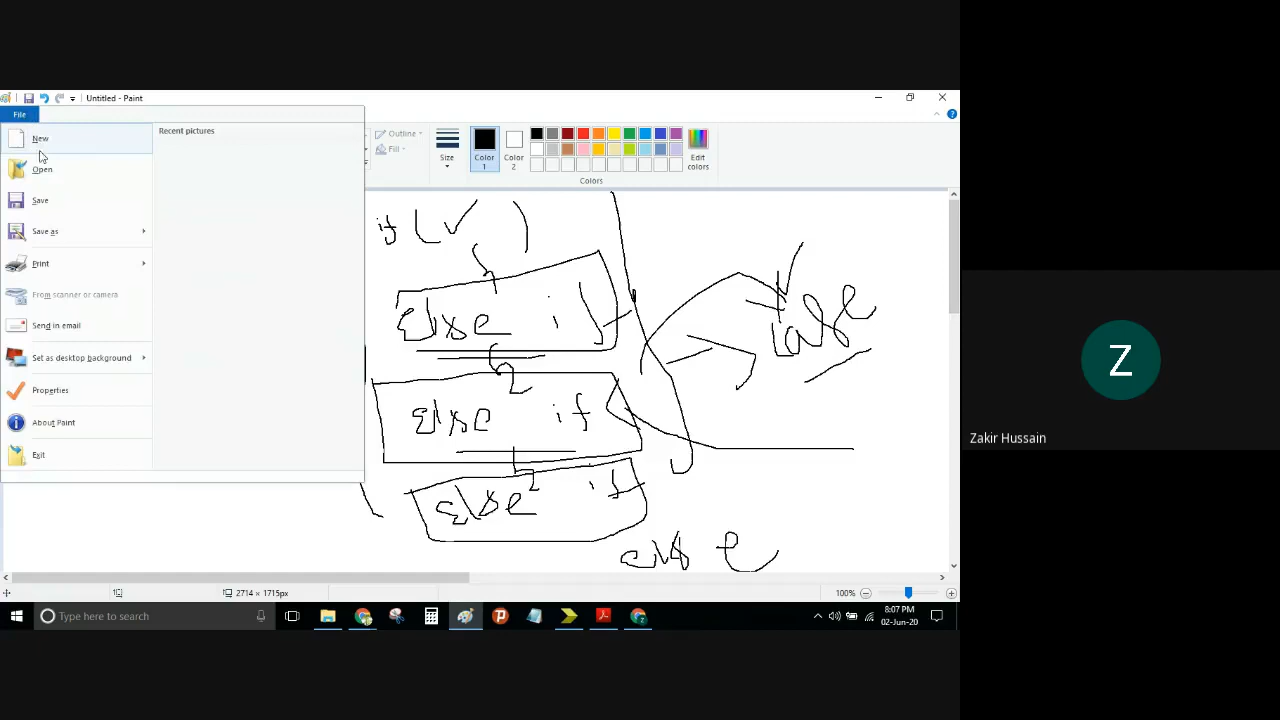 Untitled - Paint
File
New
Open
Save
Save as
Print
From scanner or camera
Send in email
Set as desktop background
Properties
About Paint
Exit
Recent pictures
Outline
Fill
Size
Color 1
Color 2
Edit colors
Colors
if ( )
else if
else if
else if
else
false
2714 × 1715px
100%
Type here to search
8:07 PM
02-Jun-20
Z
Zakir Hussain